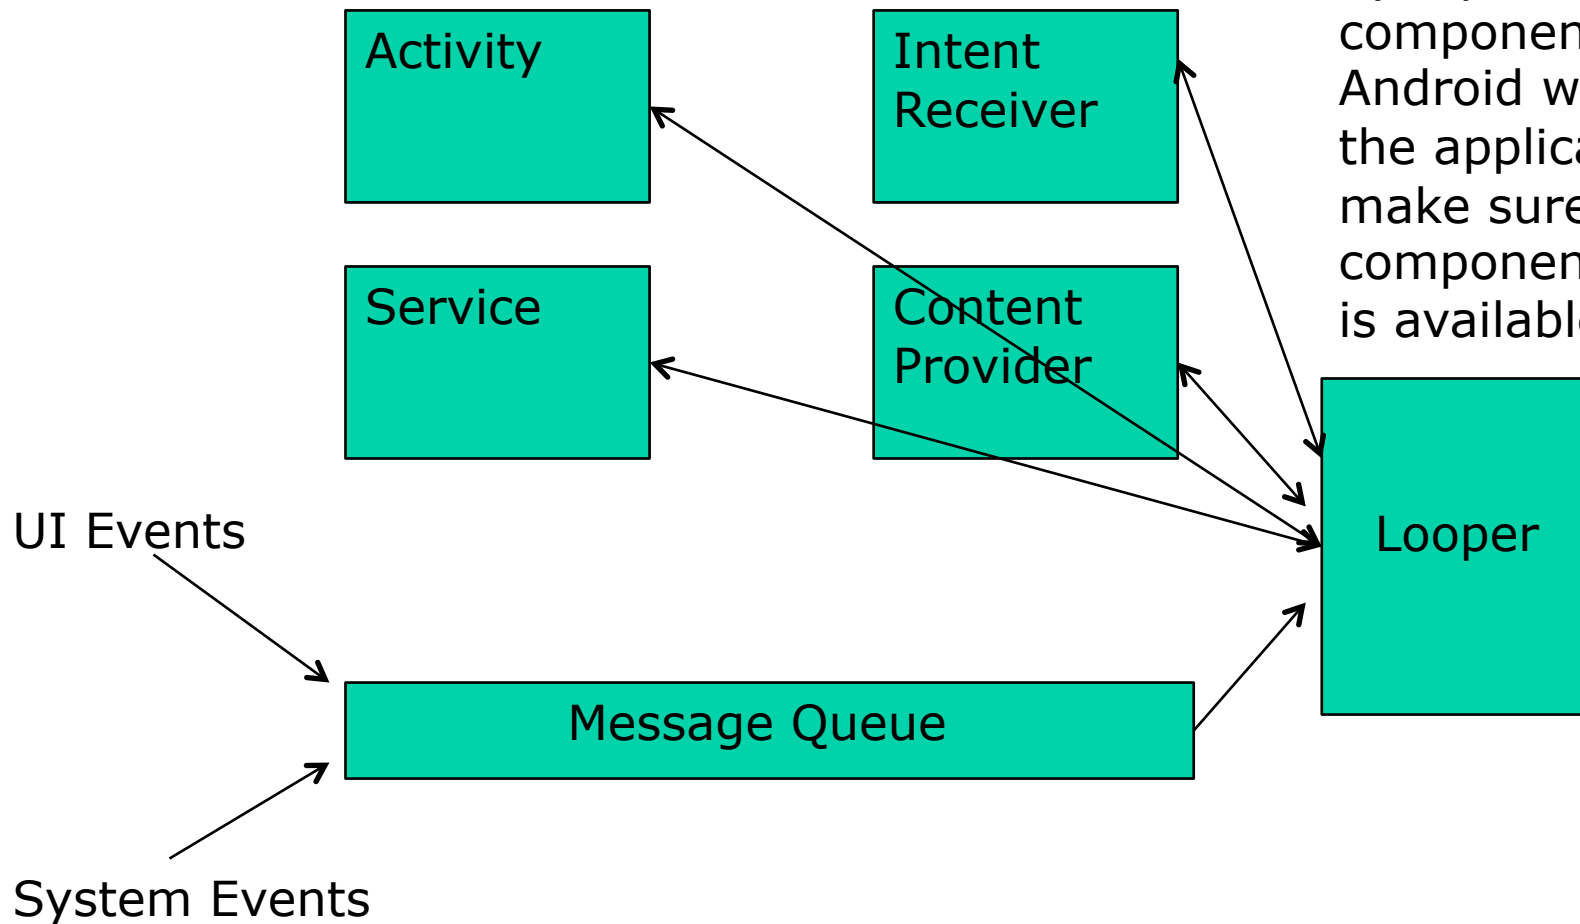 Activity
Intent
Receiver
Service
Content
Provider
componen
Android w
the applica
make sure
componen
is availabl
UI Events
Looper
Message Queue
System Events